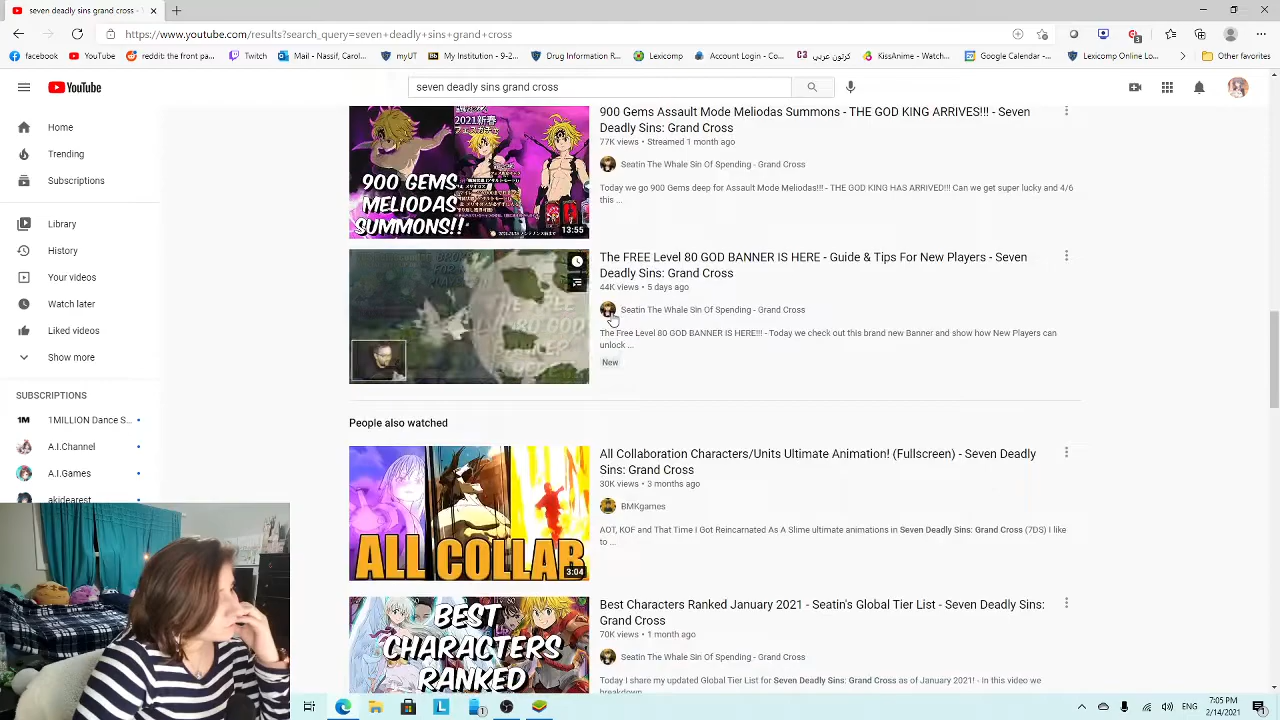 seven deadly sins grand cross - Y
https://www.youtube.com/results?search_query=seven+deadly+sins+grand+cross
facebook
YouTube
reddit the front pa...
Twitch
Mail - Nassif, Carol...
myUT
My Institution - 9-2...
Drug Information R...
Lexicomp
Account Login -
كرتون عربي
KissAnime - Watch...
Google Calendar -...
Lexicomp Online Cl...
Other favorites
YouTube
seven deadly sins grand cross
Home
Trending
Subscriptions
Library
History
Your videos
Watch later
Liked videos
Show more
SUBSCRIPTIONS
1MILLION Dance S...
A.I.Channel
A.I.Games
akidearest
900 GEMS
MELIODAS
SUMMONS!!
13:55
900 Gems Assault Mode Meliodas Summons - THE GOD KING ARRIVES!!! - Seven
Deadly Sins: Grand Cross
77K views • Streamed 1 month ago
Seatin The Whale Sin Of Spending - Grand Cross
Today we go 900 Gems deep for Assault Mode Meliodas!!! - THE GOD KING HAS ARRIVED!!! Can we get super lucky and 4/6
this ...
The FREE Level 80 GOD BANNER IS HERE - Guide & Tips For New Players - Seven
Deadly Sins: Grand Cross
44K views • 5 days ago
Seatin The Whale Sin Of Spending - Grand Cross
The Free Level 80 GOD BANNER IS HERE!!! - Today we check out this brand new Banner and show how New Players can
unlock ...
New
People also watched
ALL COLLAB
3:04
All Collaboration Characters/Units Ultimate Animation! (Fullscreen) - Seven Deadly
Sins: Grand Cross
30K views • 3 months ago
BMKgames
AOT, KOF and That Time I Got Reincarnated As A Slime ultimate animations in Seven Deadly Sins: Grand Cross (7DS) I like
to ...
BEST
CHARACTERS
RANKED
Best Characters Ranked January 2021 - Seatin's Global Tier List - Seven Deadly Sins:
Grand Cross
70K views • 1 month ago
Seatin The Whale Sin Of Spending - Grand Cross
Today I share my updated Global Tier List for Seven Deadly Sins: Grand Cross as of January 2021! - In this video we
breakdown
ENG
7:05 PM
2/14/2021